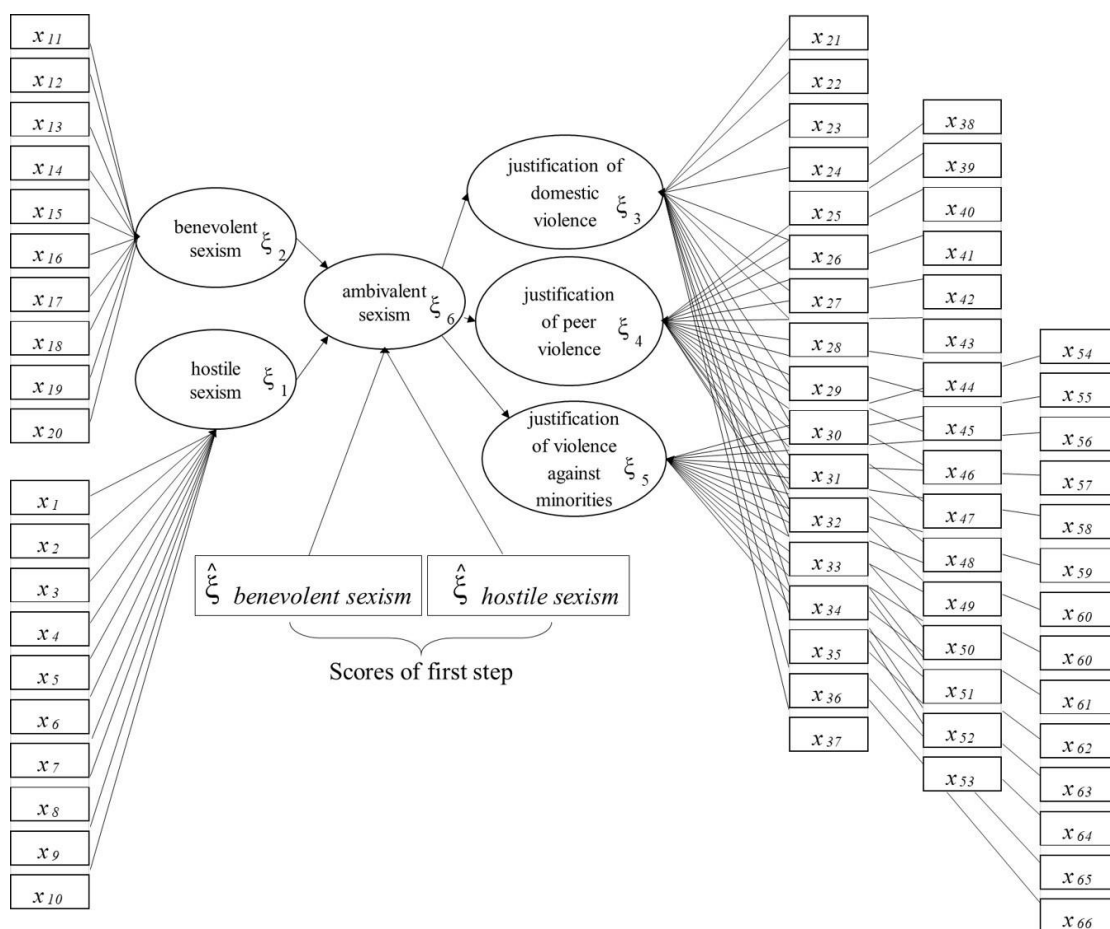 x 11
x 12
x 13
x 14
x 15
x 16
x 17
x 18
x 19
x 20
x 1
x 2
x 3
x 4
x 5
x 6
x 7
x 8
x 9
x 10
benevolent
sexism ξ 2
hostile
sexism ξ 1
ambivalent
sexism ξ 6
justification of
domestic
violence ξ 3
justification
of peer
violence ξ 4
justification
of violence
against
minorities ξ 5
ξ̂ benevolent sexism
ξ̂ hostile sexism
Scores of first step
x 21
x 22
x 23
x 24
x 25
x 26
x 27
x 28
x 29
x 30
x 31
x 32
x 33
x 34
x 35
x 36
x 37
x 38
x 39
x 40
x 41
x 42
x 43
x 44
x 45
x 46
x 47
x 48
x 49
x 50
x 51
x 52
x 53
x 54
x 55
x 56
x 57
x 58
x 59
x 60
x 60
x 61
x 62
x 63
x 64
x 65
x 66